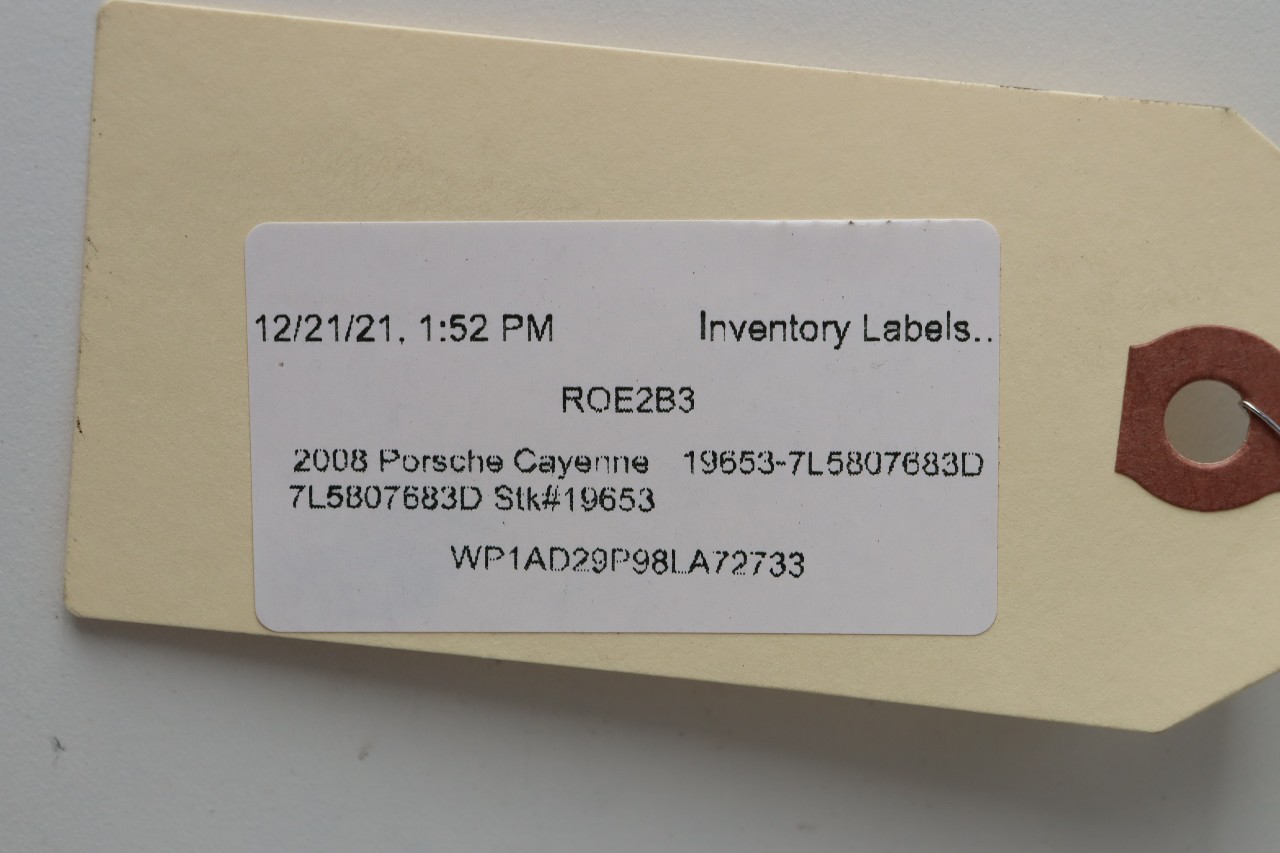 12/21/21, 1:52 PM Inventory Labels..
ROE2B3
2008 Porsche Cayenne 19653-7L5807683D
7L5807683D Stk#19653
WP1AD29P98LA72733